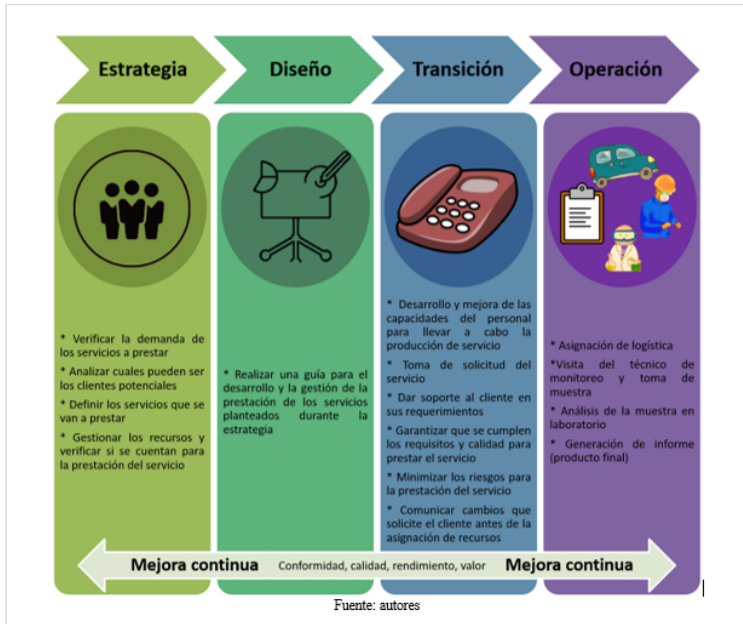 Estrategia
Diseño
Transición
Operación
* Verificar la demanda de
los servicios a prestar
* Analizar cuales pueden ser
los clientes potenciales
* Definir los servicios que se
van a prestar
* Gestionar los recursos y
verificar si se cuentan para
la prestación del servicio
* Realizar una guía para el
desarrollo y la gestión de la
prestación de los servicios
planteados durante la
estrategia
* Desarrollo y mejora de las
capacidades del personal
para llevar a cabo la
producción de servicio
* Toma de solicitud del
servicio
* Dar soporte al cliente en
sus requerimientos
* Garantizar que se cumplen
los requisitos y calidad para
prestar el servicio
* Minimizar los riesgos para
la prestación del servicio
* Comunicar cambios que
solicite el cliente antes de la
asignación de recursos
* Asignación de logística
*Visita del técnico de
monitoreo y toma de
muestra
* Análisis de la muestra en
laboratorio
* Generación de informe
(producto final)
Mejora continua Conformidad, calidad, rendimiento, valor Mejora continua
Fuente: autores